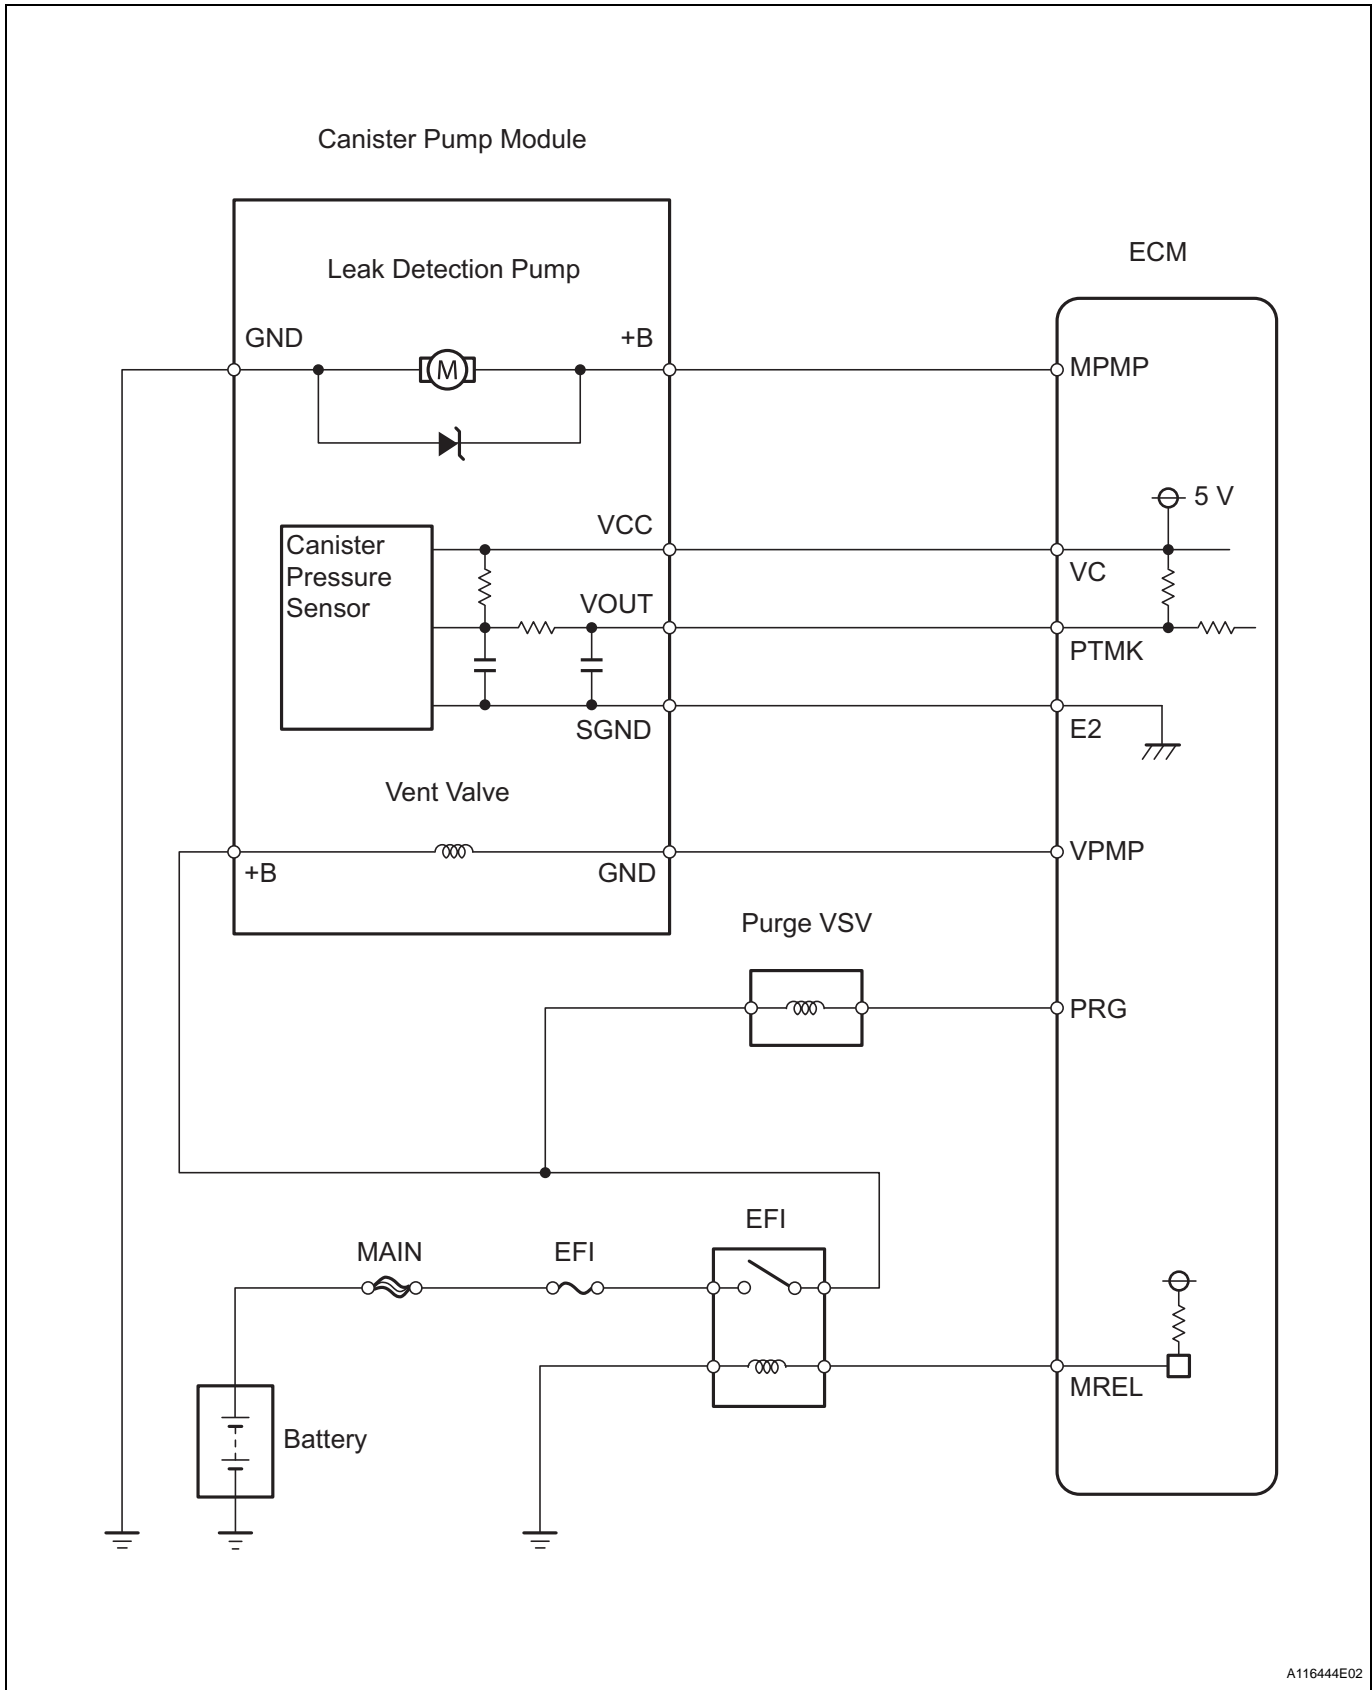 Canister Pump Module
ECM
Leak Detection Pump
GND
+B
M
MPMP
5 V
Canister
Pressure
Sensor
VCC
VC
VOUT
PTMK
SGND
E2
Vent Valve
+B
GND
VPMP
Purge VSV
PRG
EFI
MAIN
EFI
MREL
Battery
A116444E02